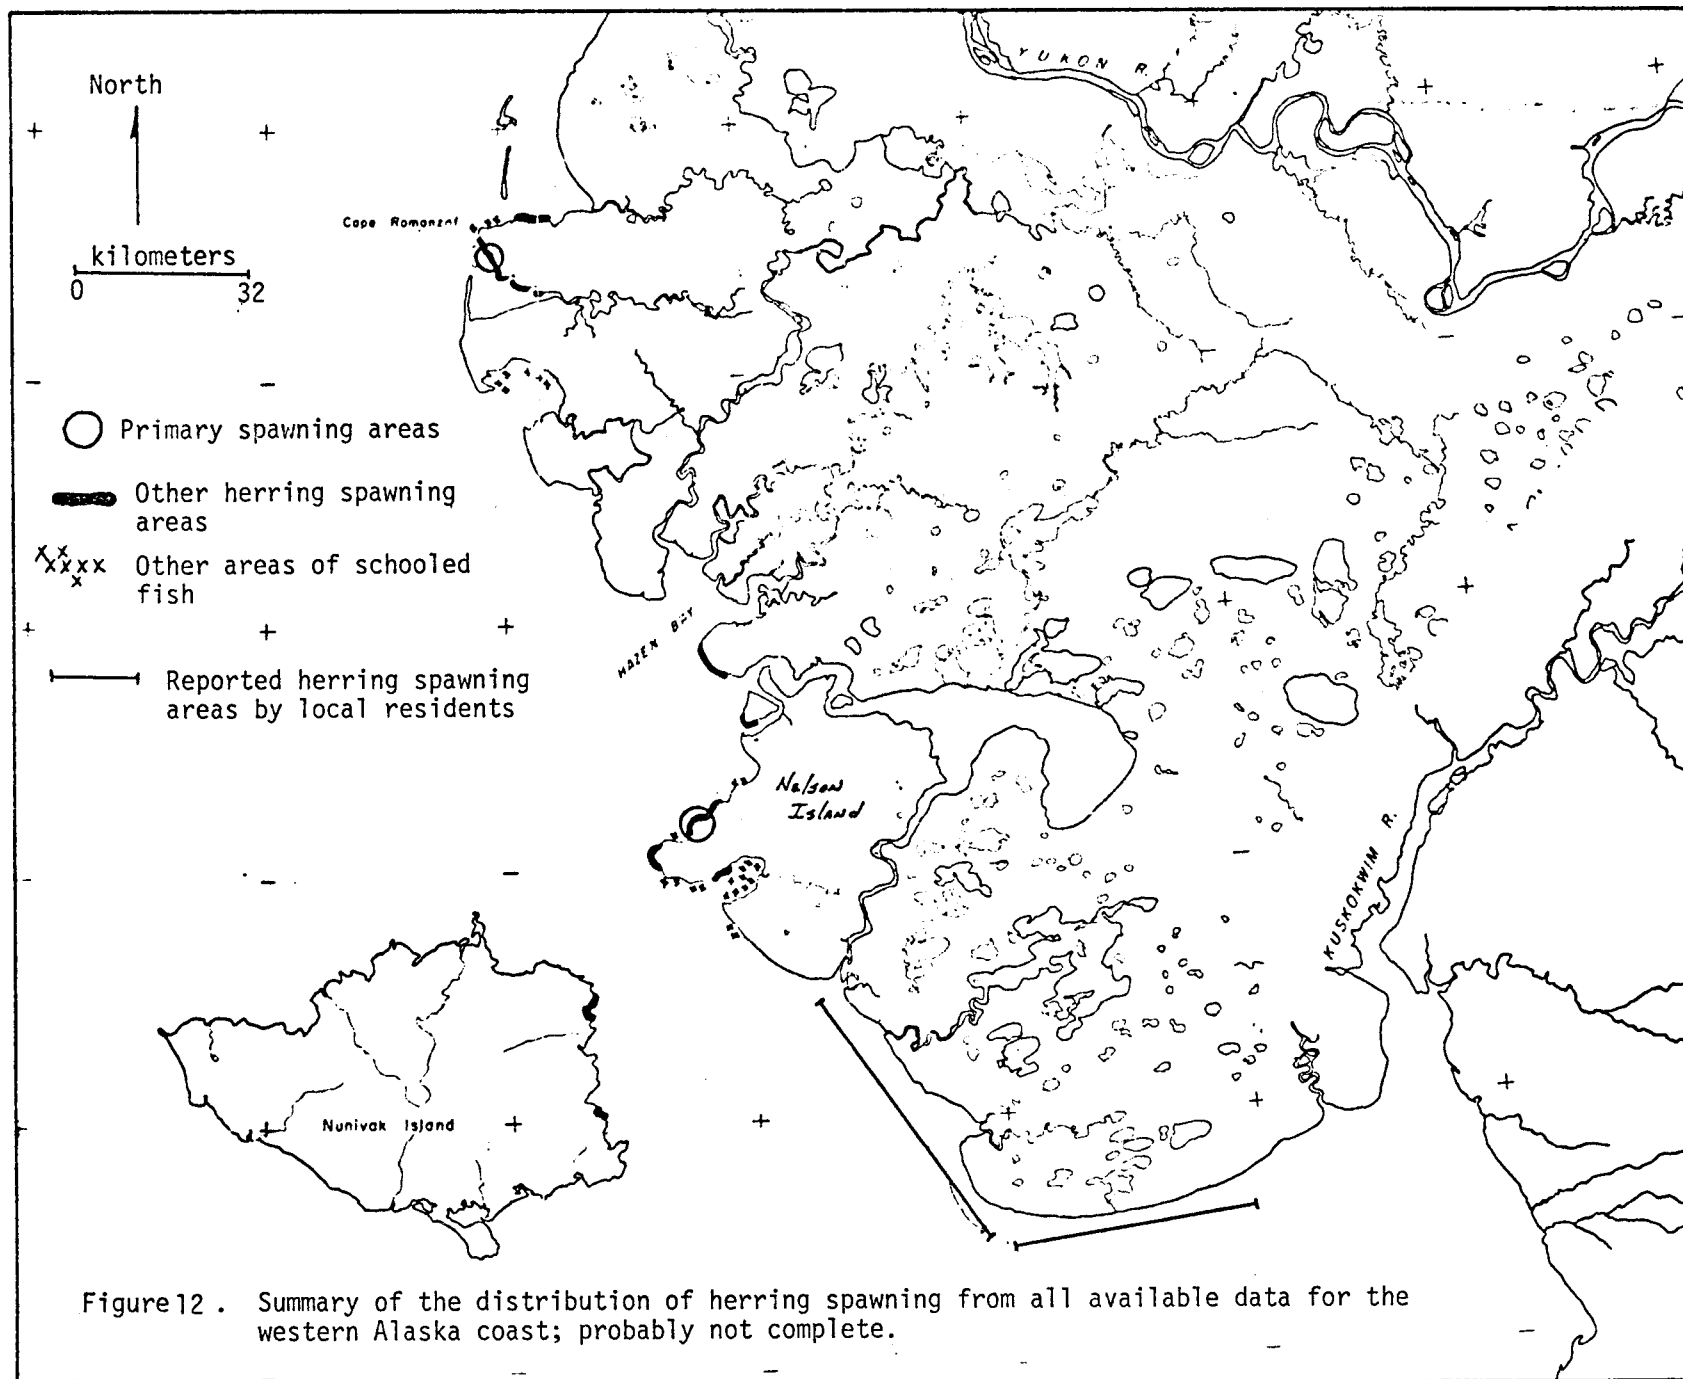 North
YUKON R.
Cape Romanzof
kilometers
0 32
Primary spawning areas
Other herring spawning
areas
Other areas of schooled
fish
HAZEN BAY
Reported herring spawning
areas by local residents
Nelson
Island
KUSKOKWIM R.
Nunivak Island
Figure 12. Summary of the distribution of herring spawning from all available data for the
western Alaska coast; probably not complete.